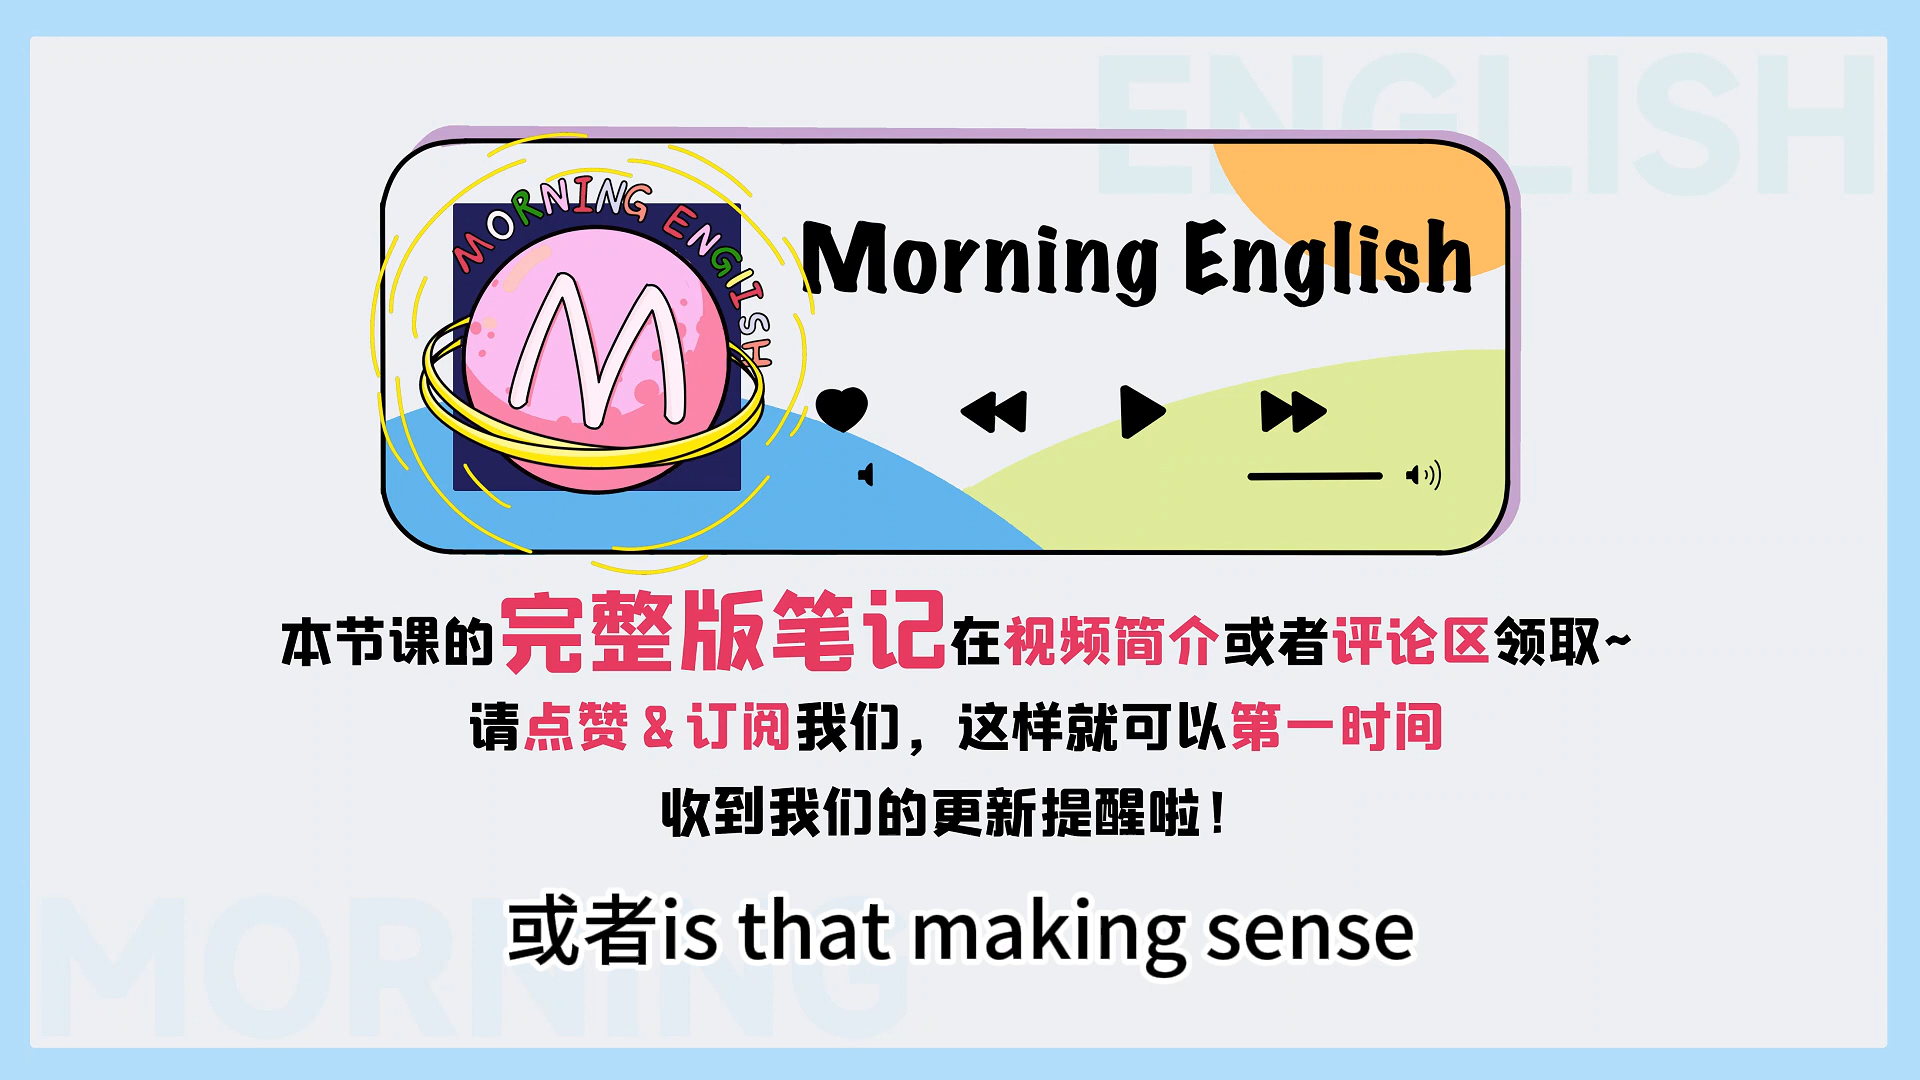 ENGLISH
MORNING ENGLISH
M
Morning English
本节课的完整版笔记在视频简介或者评论区领取~
请点赞&订阅我们，这样就可以第一时间
收到我们的更新提醒啦！
MORNING
或者is that making sense